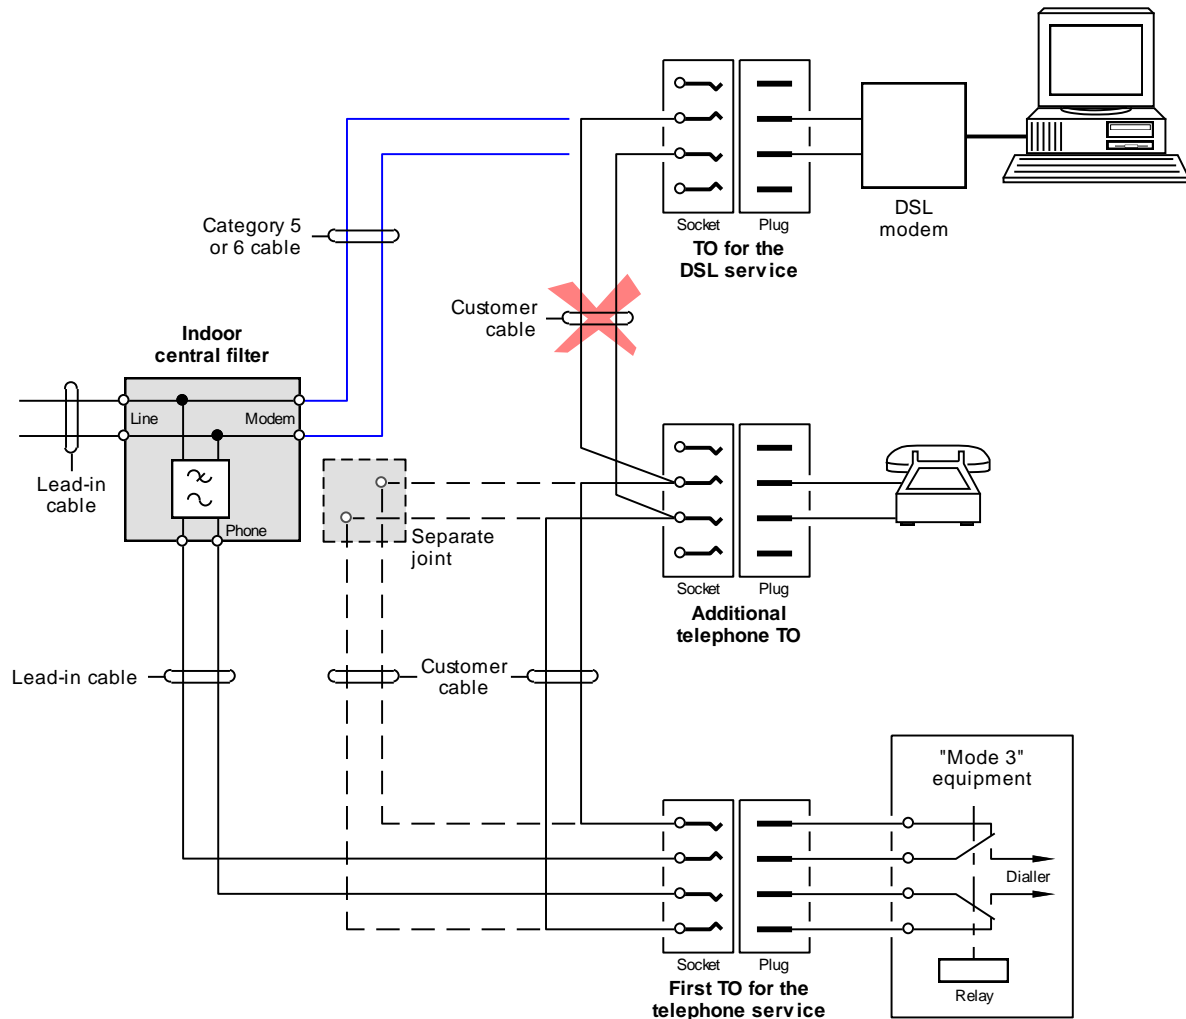 Socket
Plug
TO for the
DSL service
DSL
modem
Category 5
or 6 cable
Customer
cable
Indoor
central filter
Line
Modem
Phone
Lead-in
cable
Separate
joint
Socket
Plug
Additional
telephone TO
Lead-in cable
Customer
cable
"Mode 3"
equipment
Dialler
Relay
Socket
Plug
First TO for the
telephone service